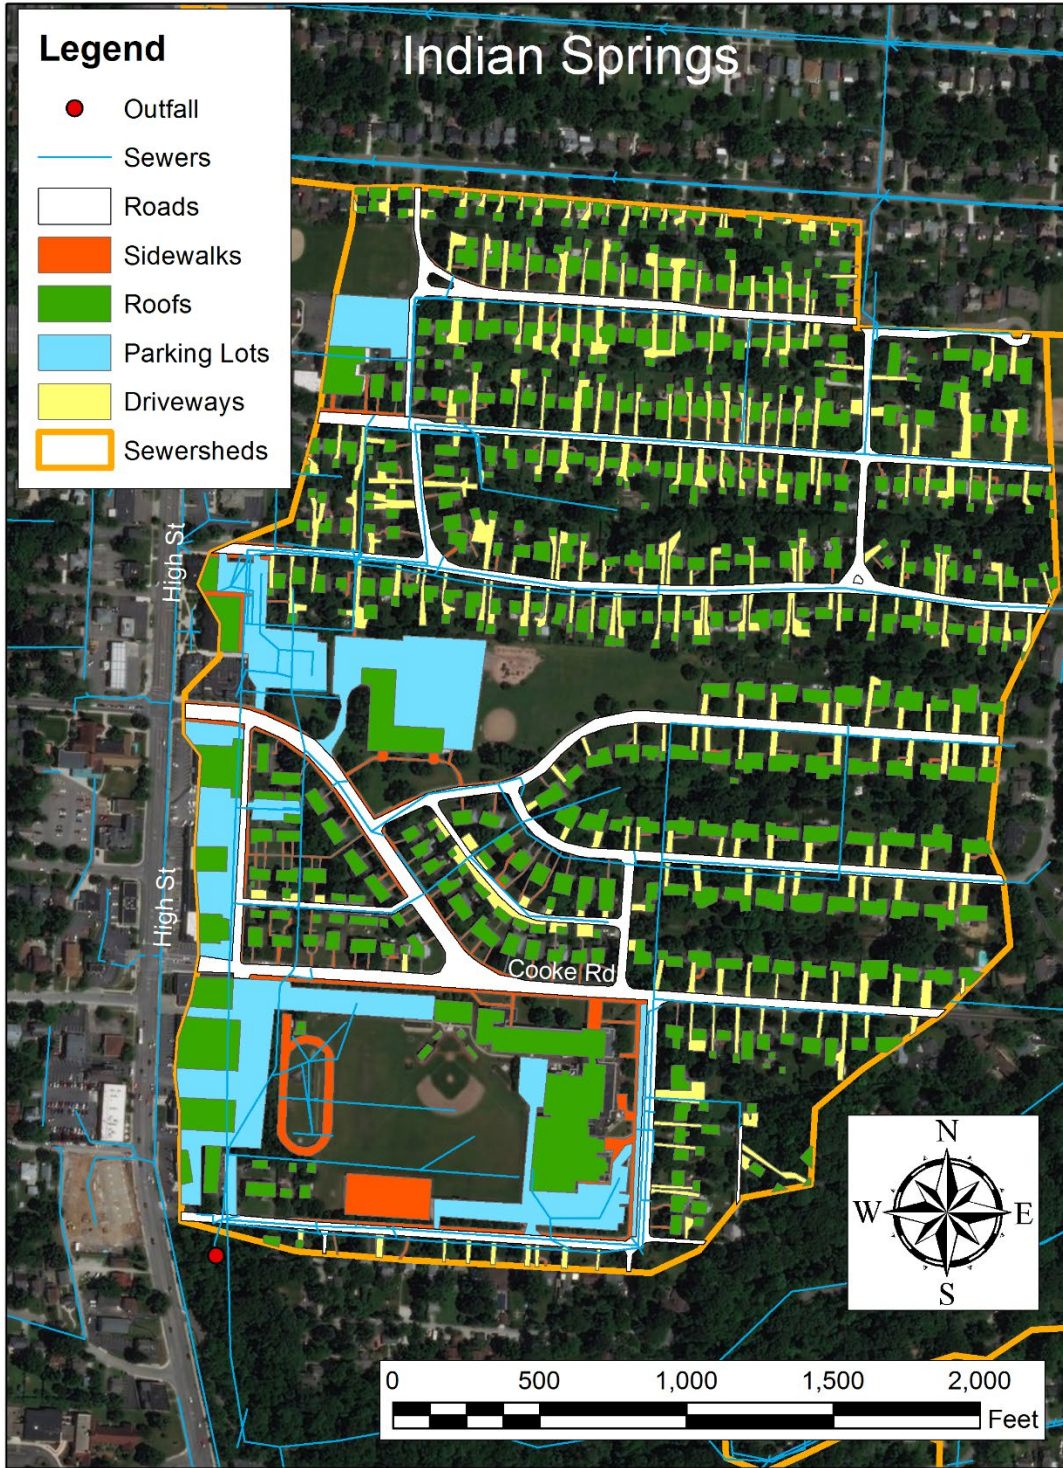 Legend
Indian Springs
Outfall
Sewers
Roads
Sidewalks
Roofs
Parking Lots
Driveways
Sewersheds
High St
High St
Cooke Rd
N
W E
S
0 500 1,000 1,500 2,000
Feet